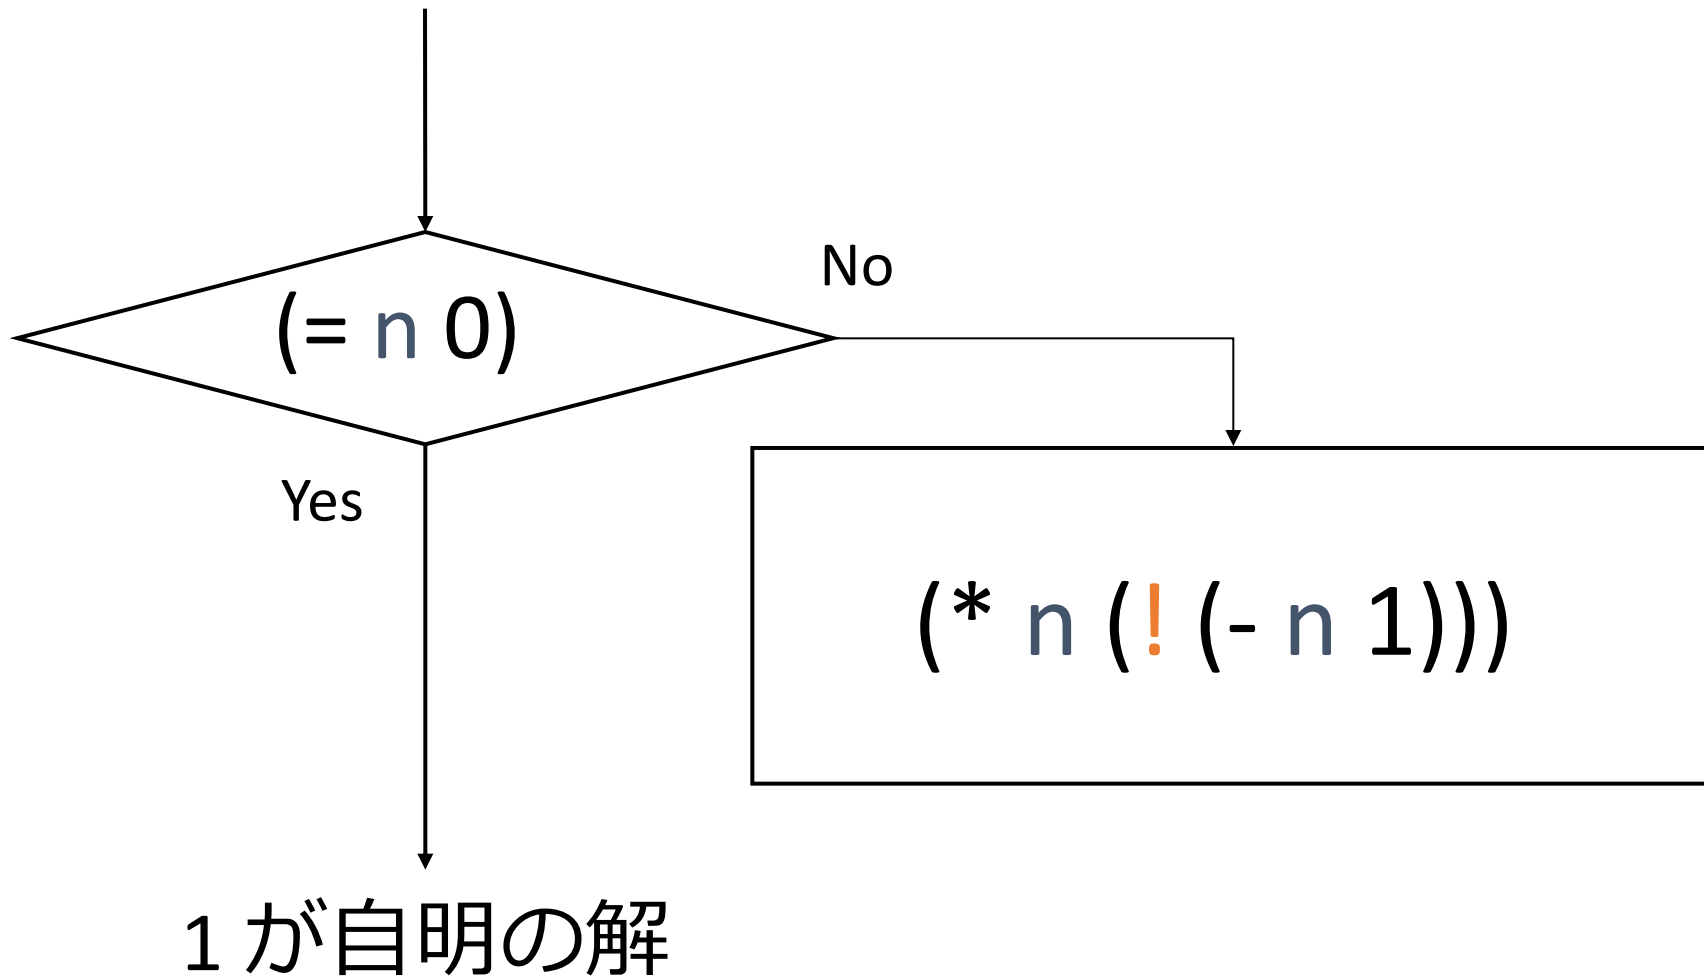 No
(= n 0)
Yes
(* n (! (- n 1)))
1 が自明の解